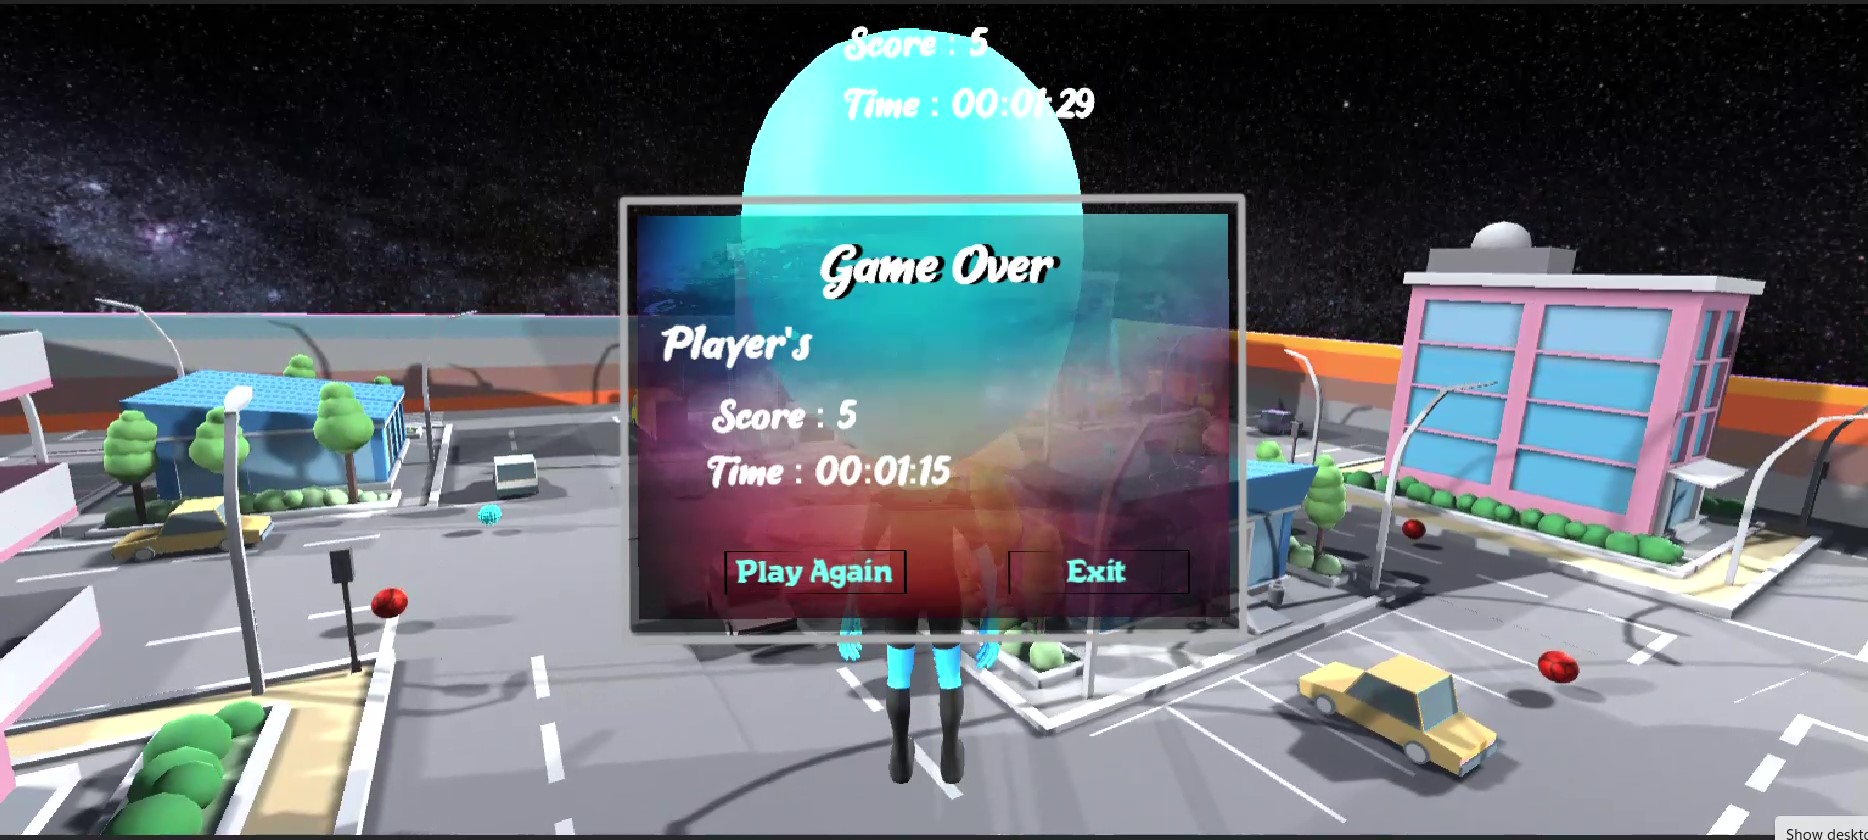 Score : 5
Time : 00:01:29
Game Over
Player's
Score : 5
Time : 00:01:15
Play Again
Exit
Show deskto